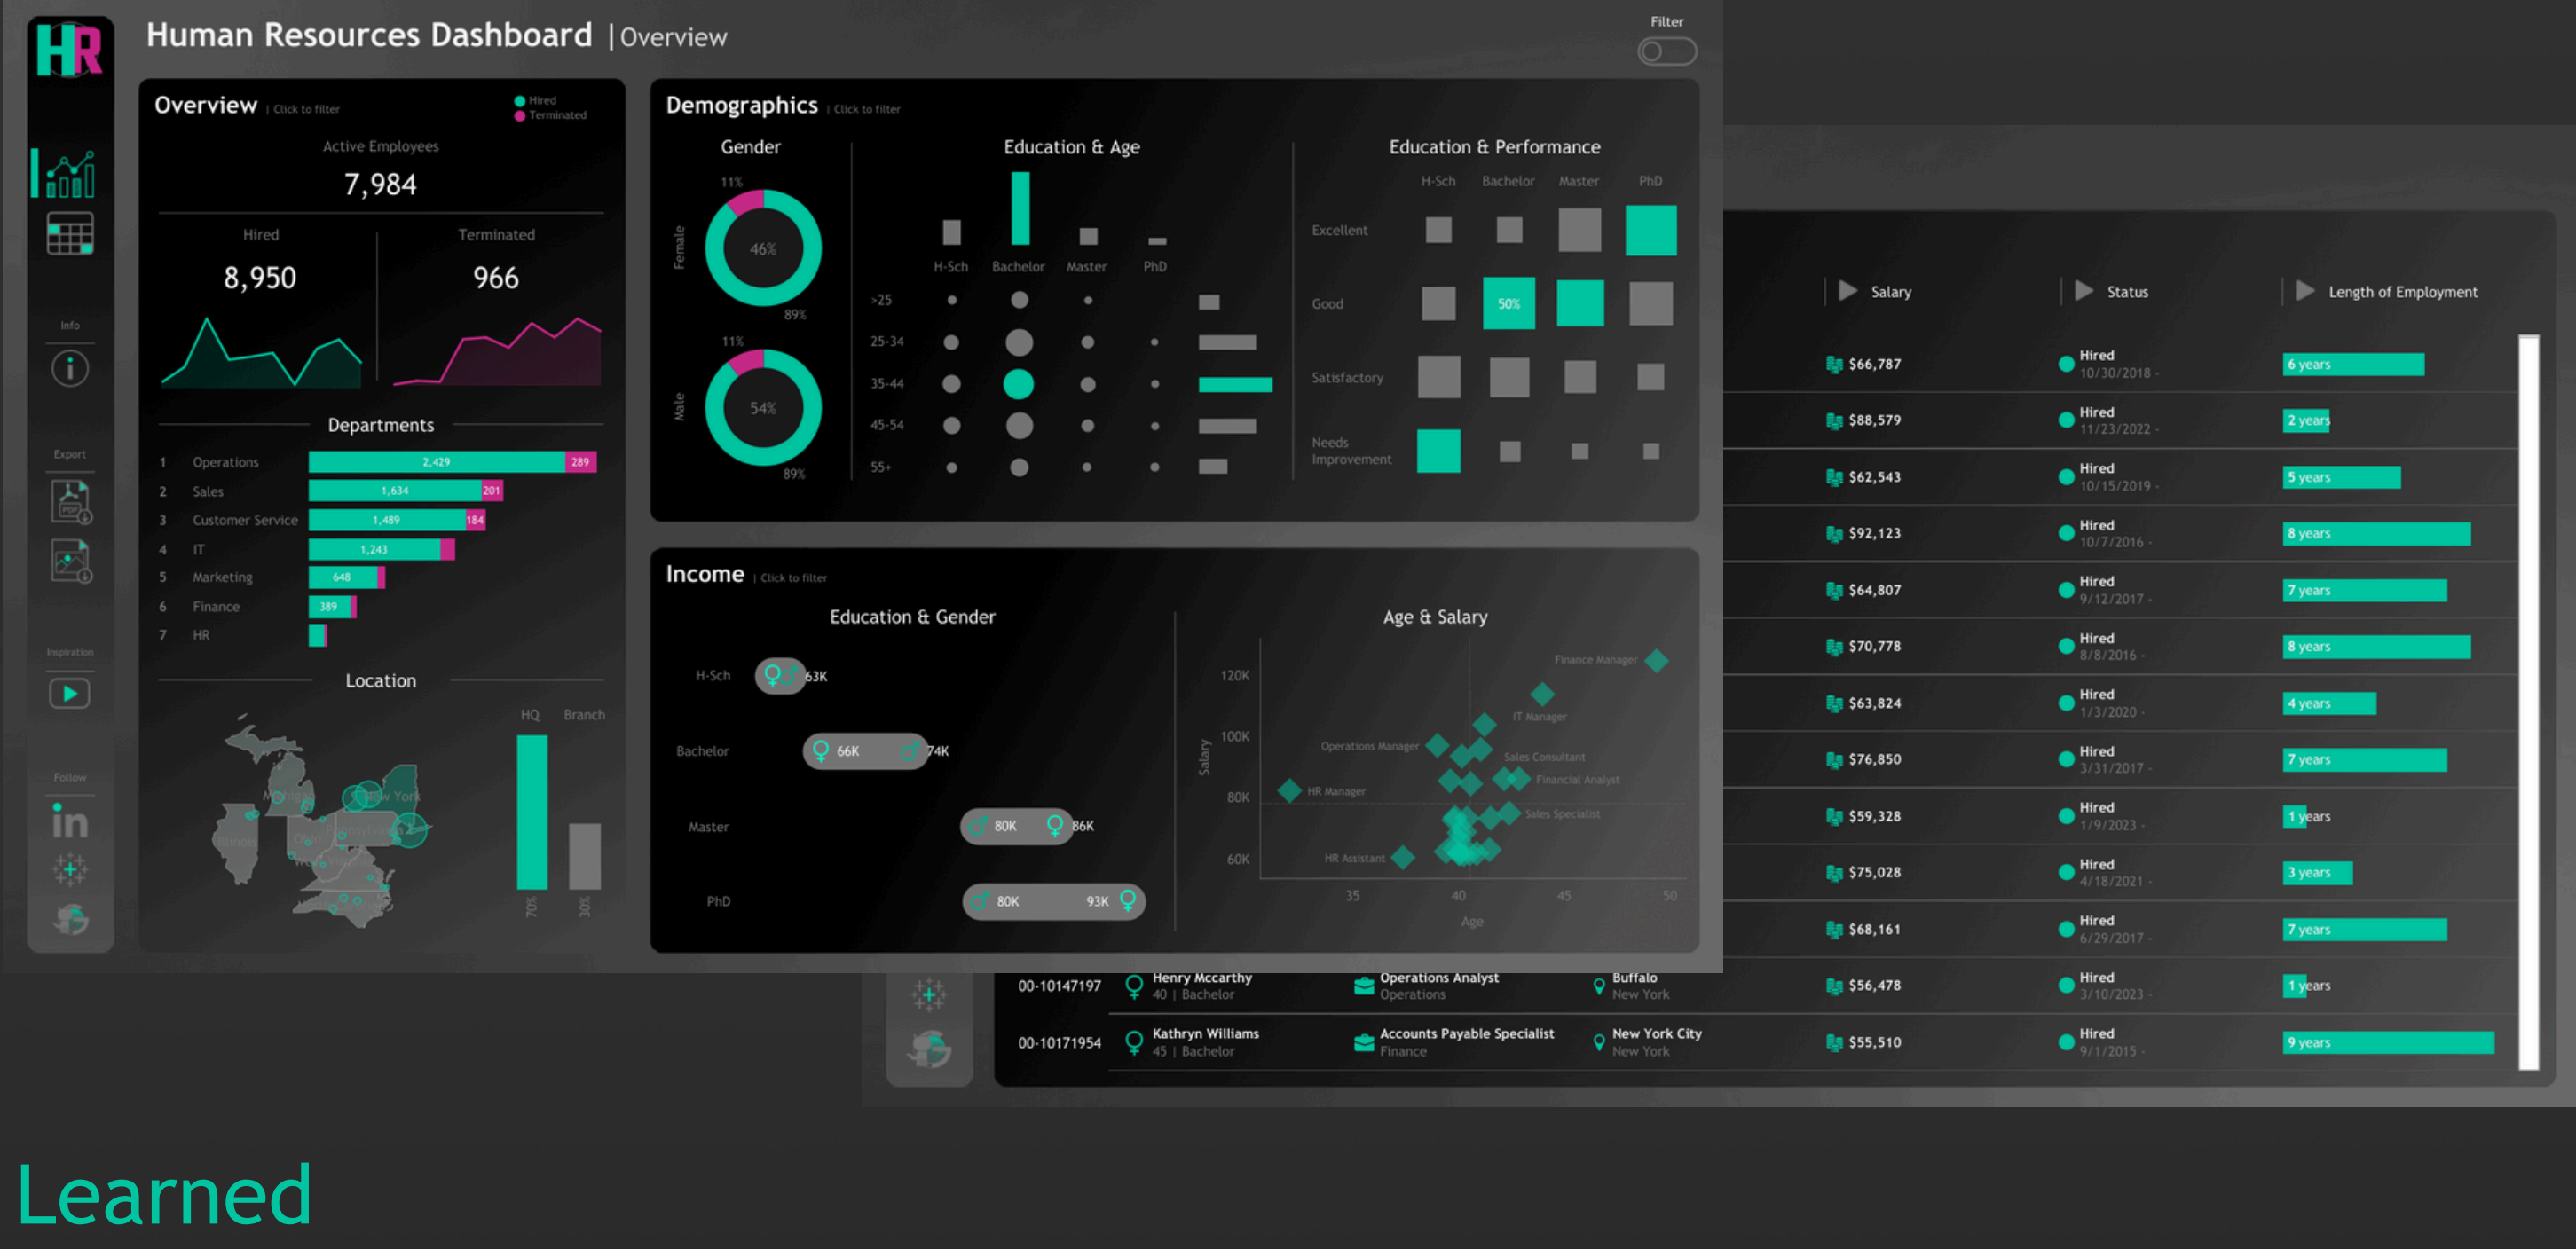 HR
Human Resources Dashboard | Overview
Filter
Overview | Click to filter
Hired
Terminated
Active Employees
7,984
Hired
8,950
Terminated
966
Departments
1 Operations 2,429 289
2 Sales 1,634 201
3 Customer Service 1,489 184
4 IT 1,243
5 Marketing 648
6 Finance 389
7 HR
Location
HQ Branch
Michigan
New York
Illinois
70% 30%
Info
Export
PDF
Inspiration
Follow
in
Demographics | Click to filter
Gender
Female
11%
46%
89%
Male
11%
54%
89%
Education & Age
H-Sch Bachelor Master PhD
>25
25-34
35-44
45-54
55+
Education & Performance
H-Sch Bachelor Master PhD
Excellent
Good 50%
Satisfactory
Needs
Improvement
Income | Click to filter
Education & Gender
H-Sch 63K
Bachelor 66K 74K
Master 80K 86K
PhD 80K 93K
Age & Salary
Salary
120K
100K
80K
60K
Finance Manager
IT Manager
Operations Manager
Sales Consultant
Financial Analyst
HR Manager
Sales Specialist
HR Assistant
35 40 45 50
Age
Salary Status Length of Employment
$66,787 Hired 6 years
10/30/2018 -
$88,579 Hired 2 years
11/23/2022 -
$62,543 Hired 5 years
10/15/2019 -
$92,123 Hired 8 years
10/7/2016 -
$64,807 Hired 7 years
9/12/2017 -
$70,778 Hired 8 years
8/8/2016 -
$63,824 Hired 4 years
1/3/2020 -
$76,850 Hired 7 years
3/31/2017 -
$59,328 Hired 1 years
1/9/2023 -
$75,028 Hired 3 years
4/18/2021 -
$68,161 Hired 7 years
6/29/2017 -
00-10147197 Henry Mccarthy Operations Analyst Buffalo $56,478 Hired 1 years
40 | Bachelor Operations New York 3/10/2023 -
00-10171954 Kathryn Williams Accounts Payable Specialist New York City $55,510 Hired 9 years
45 | Bachelor Finance New York 9/1/2015 -
Learned